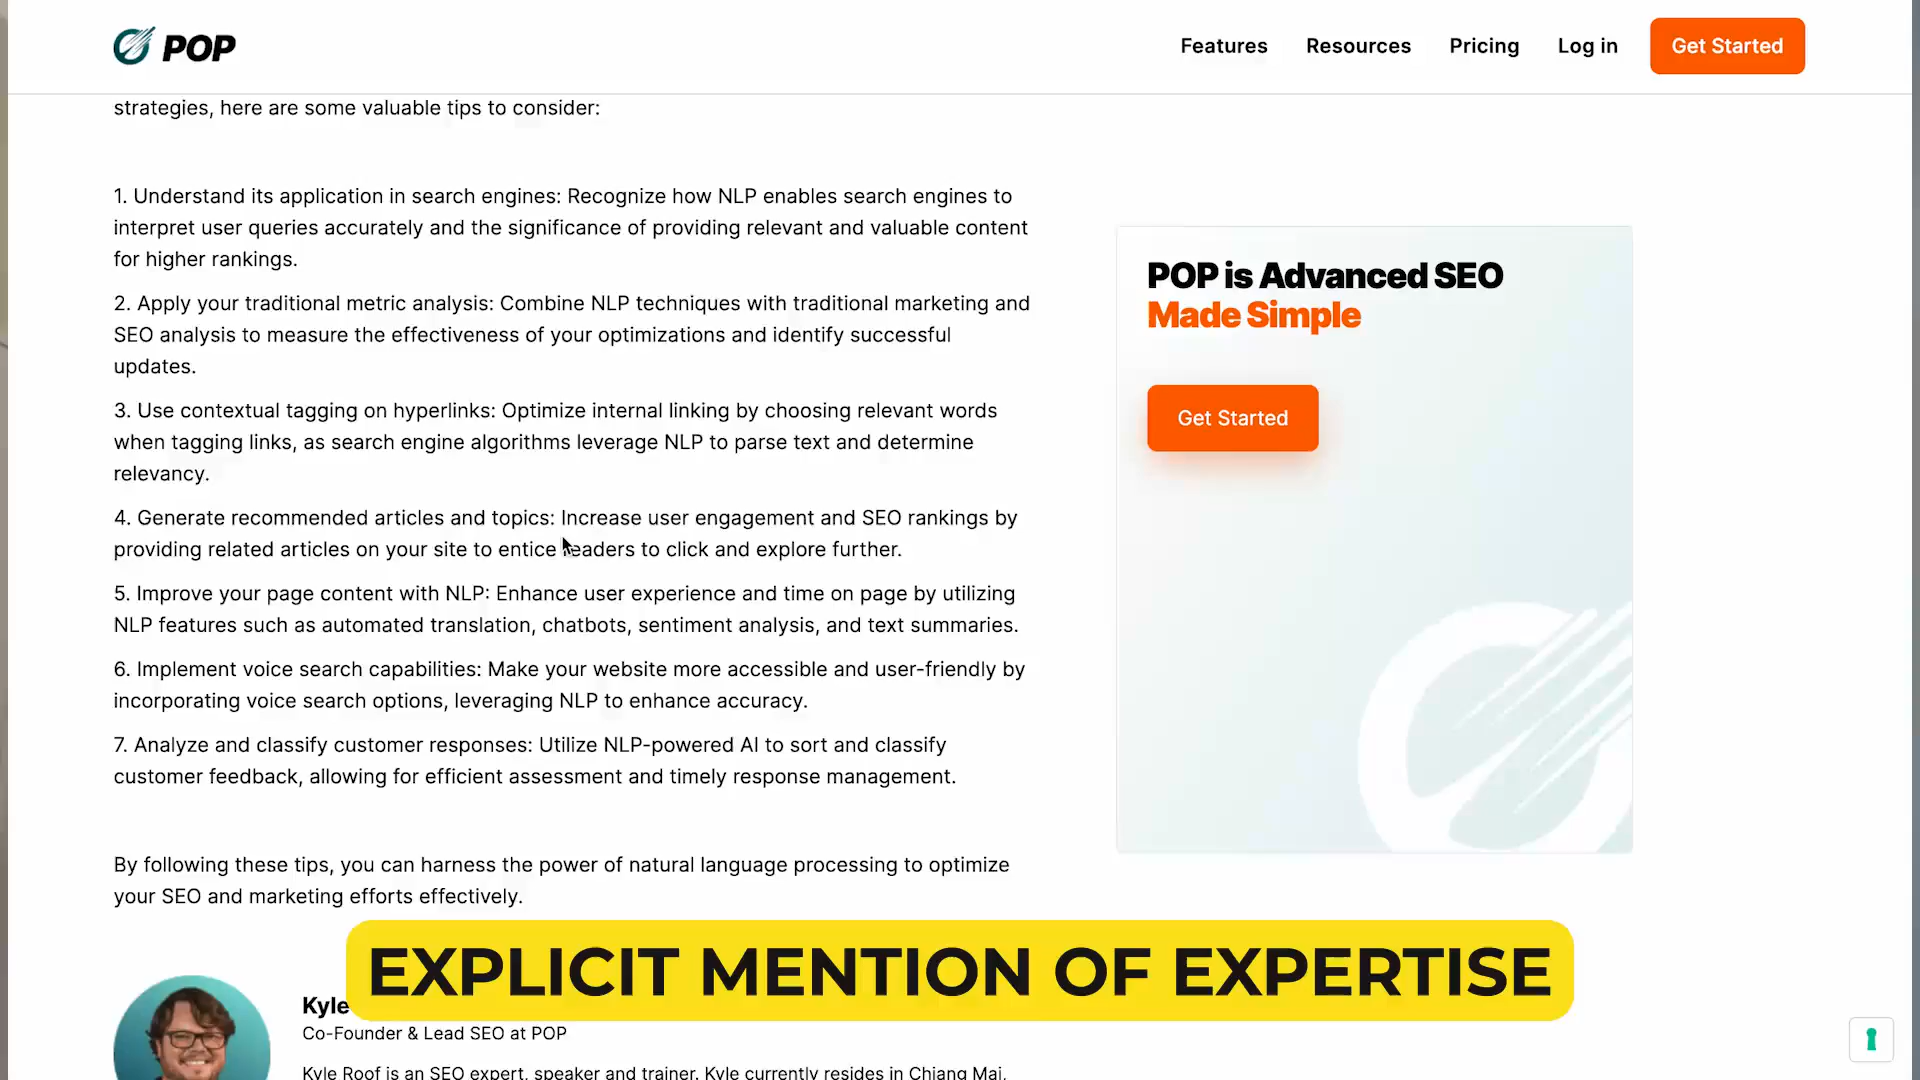 POP
Features
Resources
Pricing
Log in
Get Started
strategies, here are some valuable tips to consider:
1. Understand its application in search engines: Recognize how NLP enables search engines to
interpret user queries accurately and the significance of providing relevant and valuable content
for higher rankings.
2. Apply your traditional metric analysis: Combine NLP techniques with traditional marketing and
SEO analysis to measure the effectiveness of your optimizations and identify successful
updates.
3. Use contextual tagging on hyperlinks: Optimize internal linking by choosing relevant words
when tagging links, as search engine algorithms leverage NLP to parse text and determine
relevancy.
4. Generate recommended articles and topics: Increase user engagement and SEO rankings by
providing related articles on your site to entice readers to click and explore further.
5. Improve your page content with NLP: Enhance user experience and time on page by utilizing
NLP features such as automated translation, chatbots, sentiment analysis, and text summaries.
6. Implement voice search capabilities: Make your website more accessible and user-friendly by
incorporating voice search options, leveraging NLP to enhance accuracy.
7. Analyze and classify customer responses: Utilize NLP-powered AI to sort and classify
customer feedback, allowing for efficient assessment and timely response management.
By following these tips, you can harness the power of natural language processing to optimize
your SEO and marketing efforts effectively.
POP is Advanced SEO
Made Simple
Get Started
EXPLICIT MENTION OF EXPERTISE
Kyle
Co-Founder & Lead SEO at POP
Kyle Roof is an SEO expert, speaker and trainer. Kyle currently resides in Chiang Mai,